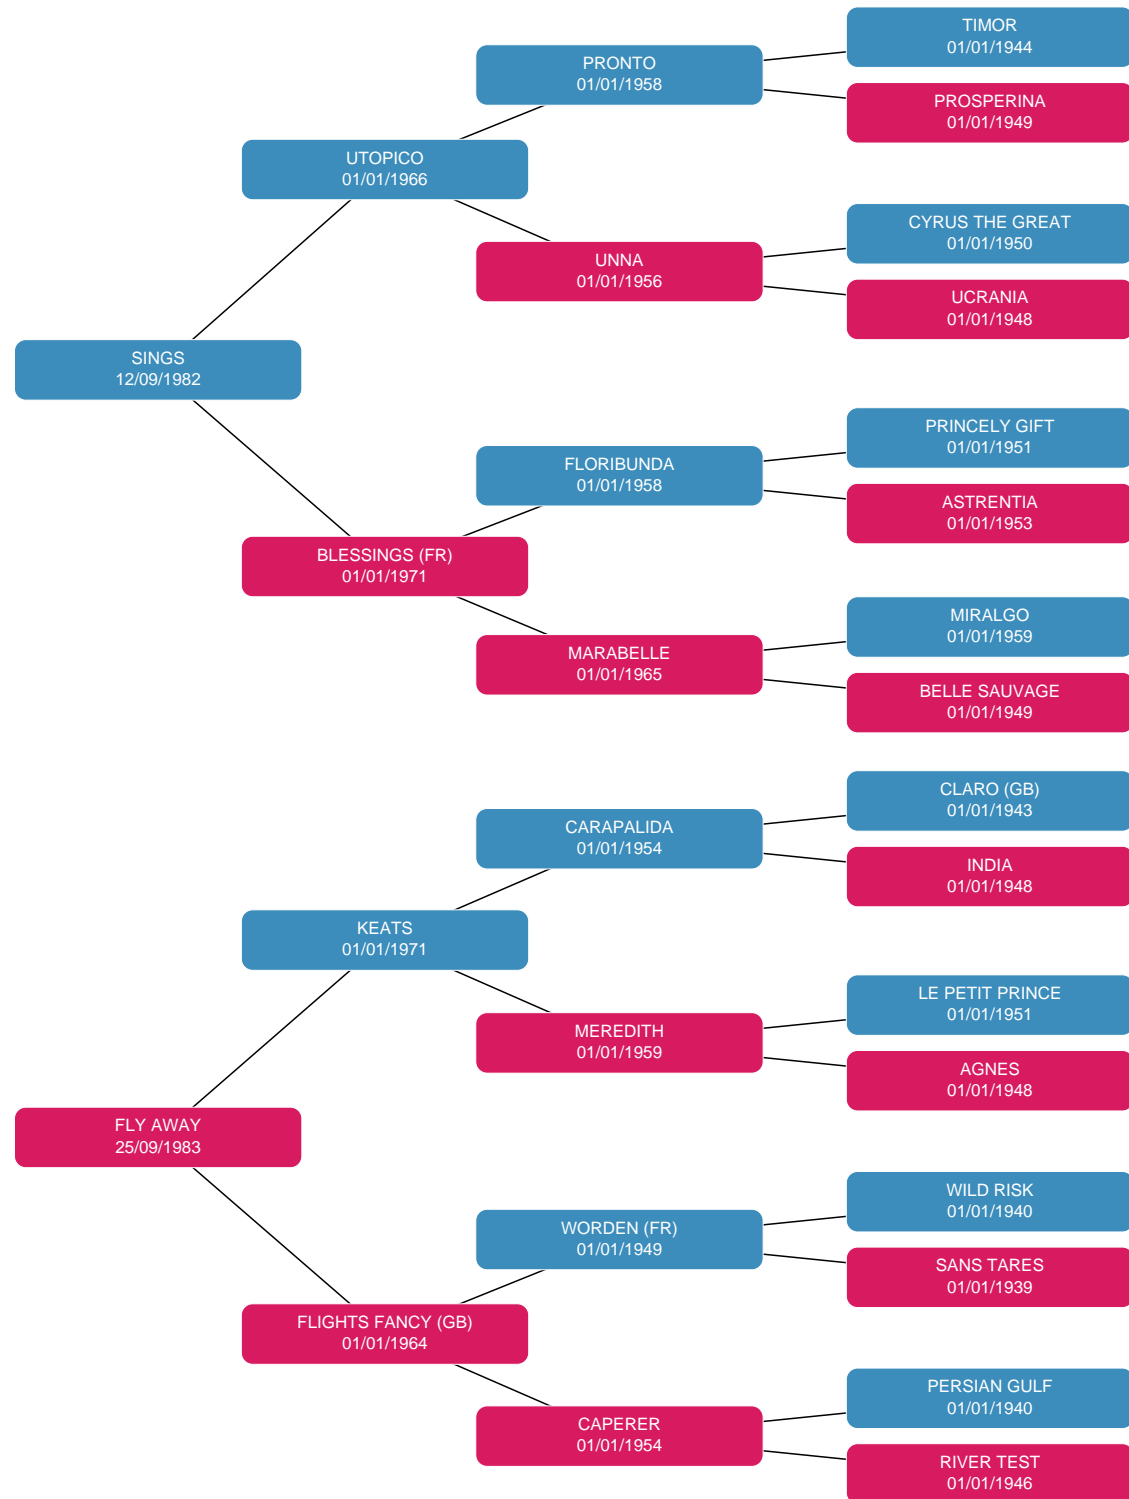 TIMOR
01/01/1944
PRONTO
01/01/1958
PROSPERINA
01/01/1949
UTOPICO
01/01/1966
CYRUS THE GREAT
01/01/1950
UNNA
01/01/1956
UCRANIA
01/01/1948
SINGS
12/09/1982
PRINCELY GIFT
01/01/1951
FLORIBUNDA
01/01/1958
ASTRENTIA
01/01/1953
BLESSINGS (FR)
01/01/1971
MIRALGO
01/01/1959
MARABELLE
01/01/1965
BELLE SAUVAGE
01/01/1949
CLARO (GB)
01/01/1943
CARAPALIDA
01/01/1954
INDIA
01/01/1948
KEATS
01/01/1971
LE PETIT PRINCE
01/01/1951
MEREDITH
01/01/1959
AGNES
01/01/1948
FLY AWAY
25/09/1983
WILD RISK
01/01/1940
WORDEN (FR)
01/01/1949
SANS TARES
01/01/1939
FLIGHTS FANCY (GB)
01/01/1964
PERSIAN GULF
01/01/1940
CAPERER
01/01/1954
RIVER TEST
01/01/1946